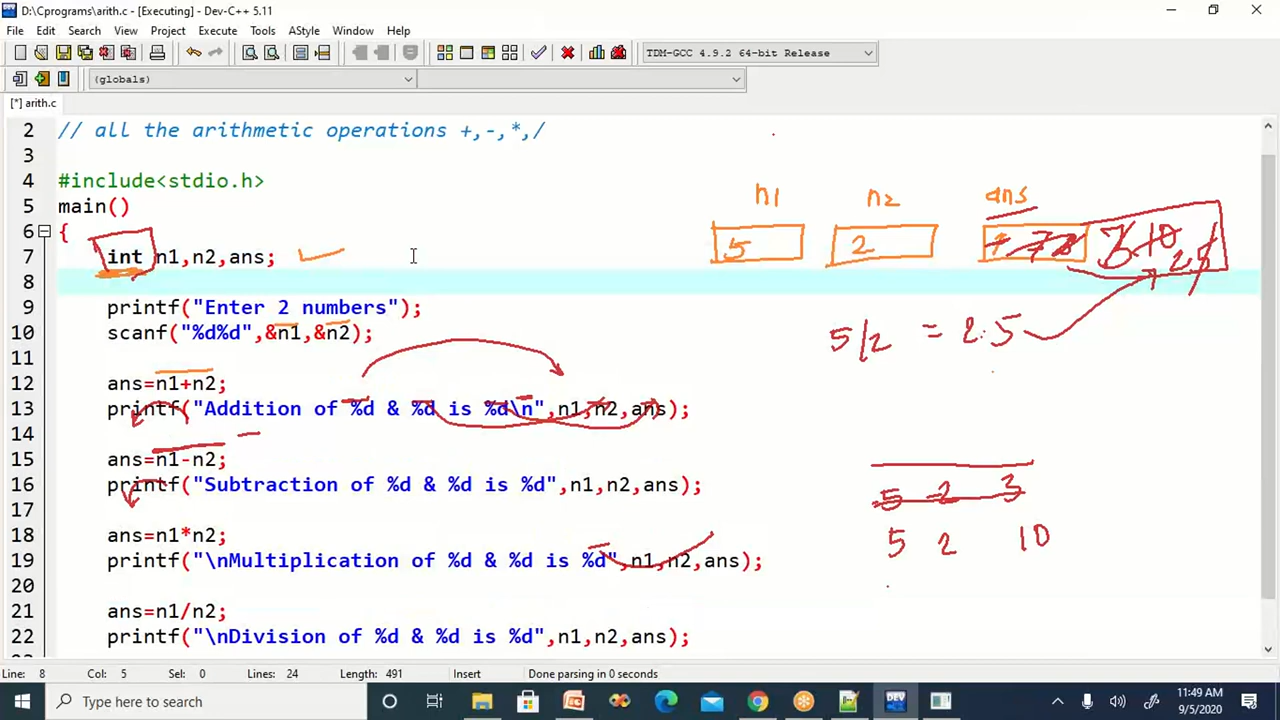 D:\Cprograms\arith.c - [Executing] - Dev-C++ 5.11
File Edit Search View Project Execute Tools AStyle Window Help
TDM-GCC 4.9.2 64-bit Release
(globals)
[*] arith.c
2 // all the arithmetic operations +,-,*,/
3
4 #include<stdio.h>
5 main()
6 {
7 int n1,n2,ans;
8
9 printf("Enter 2 numbers");
10 scanf("%d%d",&n1,&n2);
11
12 ans=n1+n2;
13 printf("Addition of %d & %d is %d\n",n1,n2,ans);
14
15 ans=n1-n2;
16 printf("Subtraction of %d & %d is %d",n1,n2,ans);
17
18 ans=n1*n2;
19 printf("\nMultiplication of %d & %d is %d",n1,n2,ans);
20
21 ans=n1/n2;
22 printf("\nDivision of %d & %d is %d",n1,n2,ans);
n1 n2 ans
5 2 3 10
2.5
5/2 = 2.5
5 2 3
5 2 10
Line: 8 Col: 5 Sel: 0 Lines: 24 Length: 491 Insert Done parsing in 0 seconds
Type here to search
DEV
11:49 AM
9/5/2020